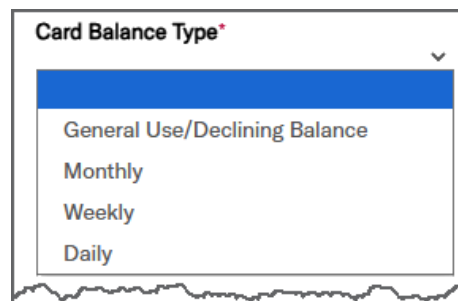 Card Balance Type*
General Use/Declining Balance
Monthly
Weekly
Daily